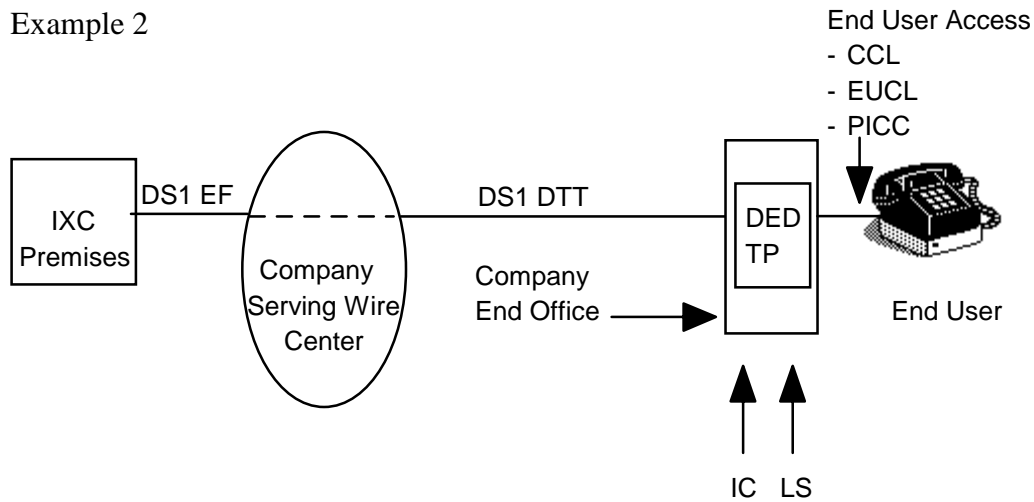 Example 2
End User Access
- CCL
- EUCL
- PICC
IXC
Premises
DS1 EF
Company
Serving Wire
Center
DS1 DTT
Company
End Office
DED
TP
End User
IC LS